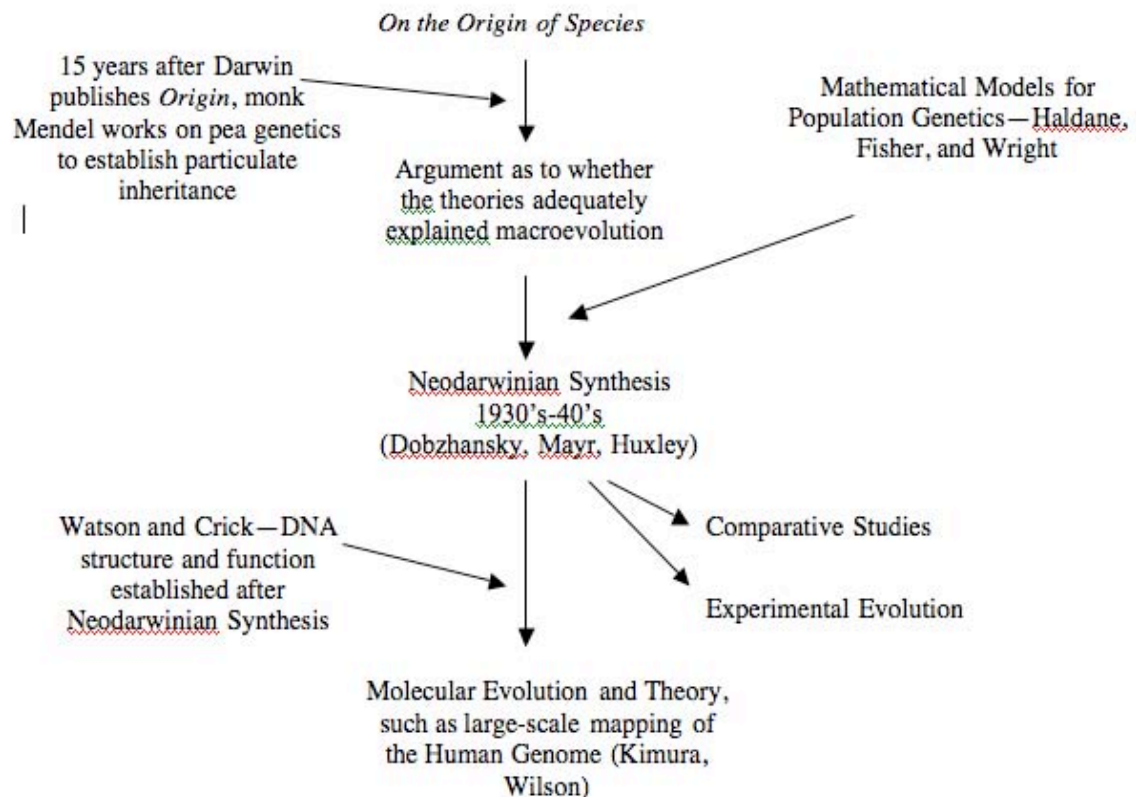 On the Origin of Species
15 years after Darwin
publishes Origin, monk
Mendel works on pea genetics
to establish particulate
inheritance
Mathematical Models for
Population Genetics—Haldane,
Fisher, and Wright
Argument as to whether
the theories adequately
explained macroevolution
Neodarwinian Synthesis
1930's-40's
(Dobzhansky, Mayr, Huxley)
Watson and Crick—DNA
structure and function
established after
Neodarwinian Synthesis
Comparative Studies
Experimental Evolution
Molecular Evolution and Theory,
such as large-scale mapping of
the Human Genome (Kimura,
Wilson)